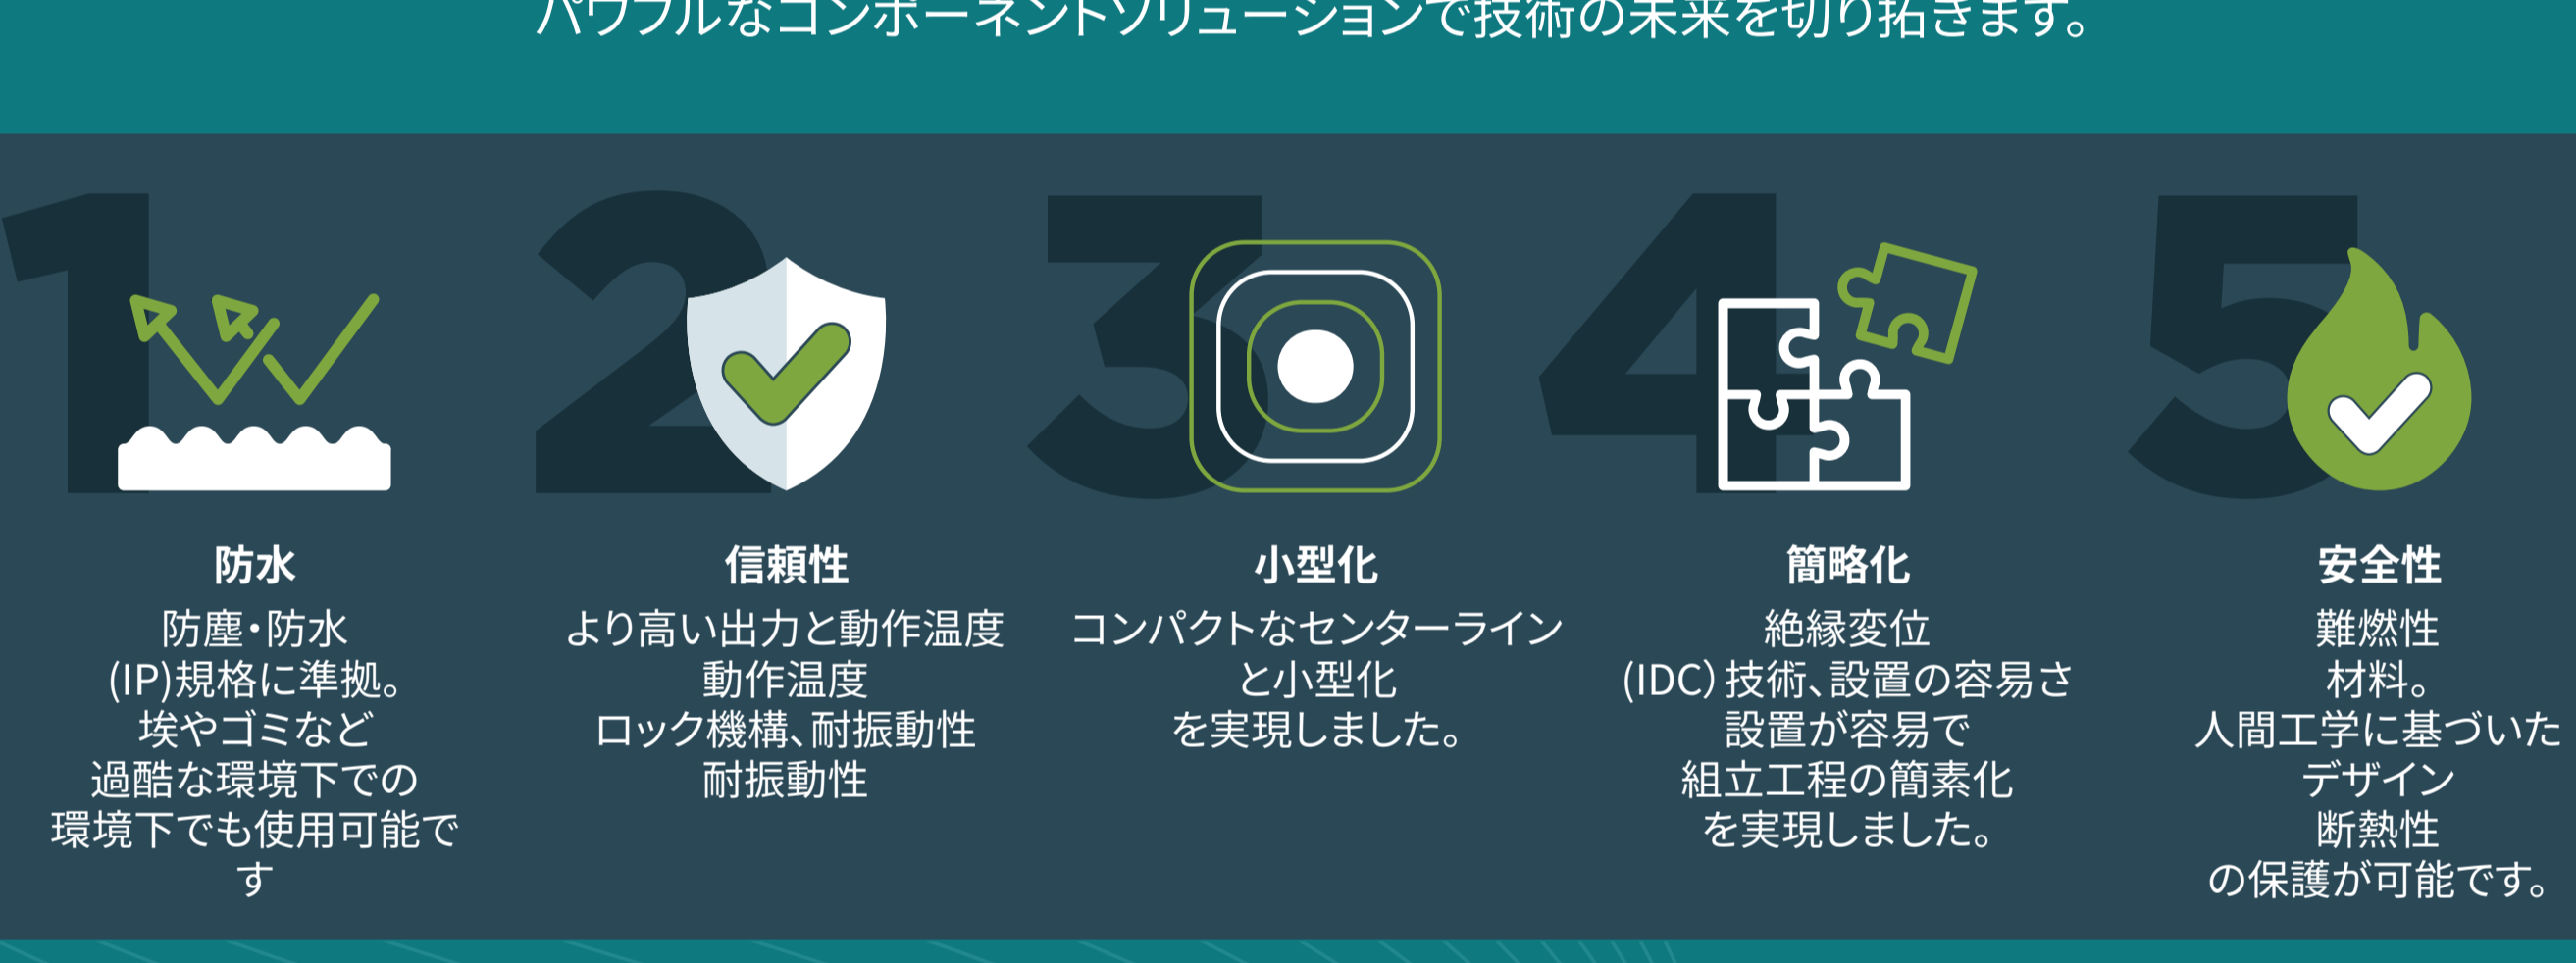 パワフルなコンポーネントソリューションで技術の未来を切り拓きます。
1
2
3
4
5
防水
防塵・防水
(IP)規格に準拠。
埃やゴミなど
過酷な環境下での
環境下でも使用可能で
す
信頼性
より高い出力と動作温度
動作温度
ロック機構、耐振動性
耐振動性
小型化
コンパクトなセンターライン
と小型化
を実現しました。
簡略化
絶縁変位
(IDC）技術、設置の容易さ
設置が容易で
組立工程の簡素化
を実現しました。
安全性
難燃性
材料。
人間工学に基づいた
デザイン
断熱性
の保護が可能です。